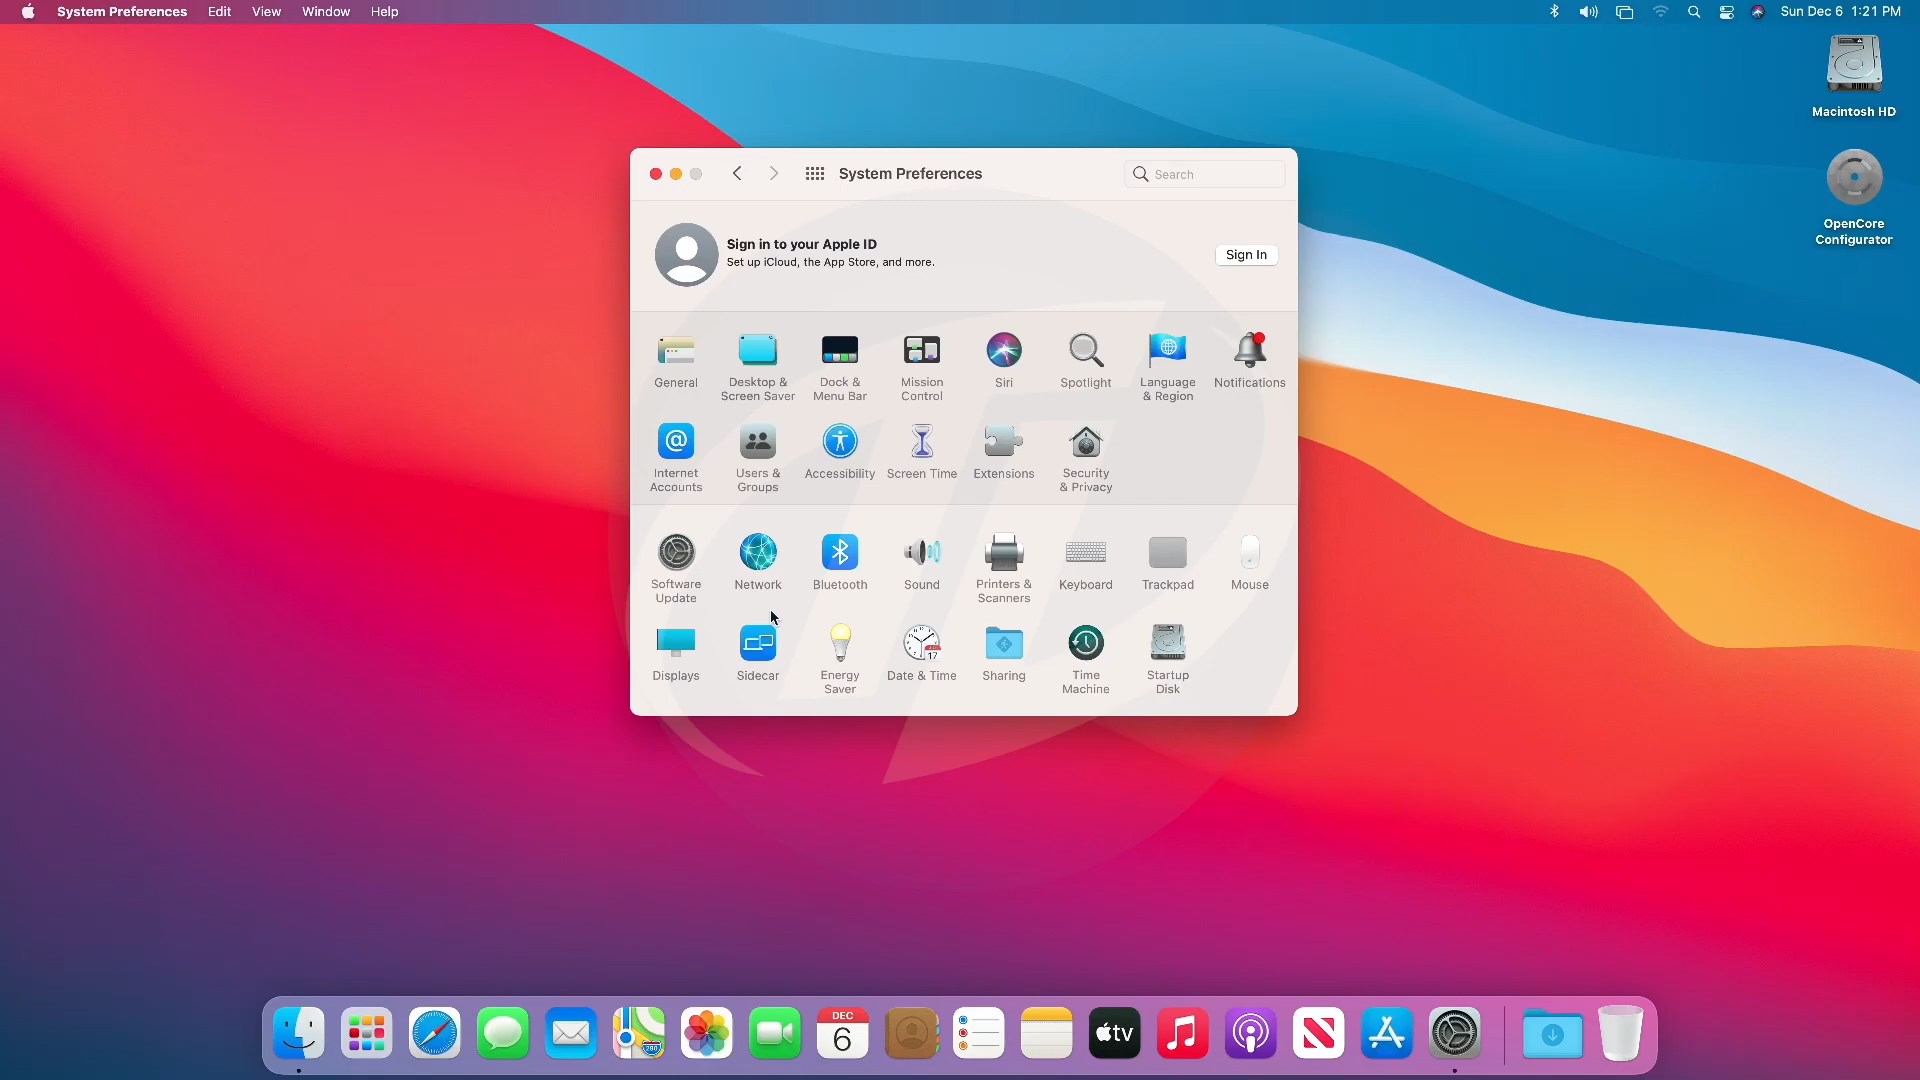 System Preferences Edit View Window Help
Sun Dec 6 1:21 PM
Macintosh HD
OpenCore
Configurator
System Preferences
Search
Sign in to your Apple ID
Set up iCloud, the App Store, and more.
Sign In
General
Desktop &
Screen Saver
Dock &
Menu Bar
Mission
Control
Siri
Spotlight
Language
& Region
Notifications
Internet
Accounts
Users &
Groups
Accessibility
Screen Time
Extensions
Security
& Privacy
Software
Update
Network
Bluetooth
Sound
Printers &
Scanners
Keyboard
Trackpad
Mouse
Displays
Sidecar
Energy
Saver
Date & Time
Sharing
Time
Machine
Startup
Disk
17
280
DEC
6
tv